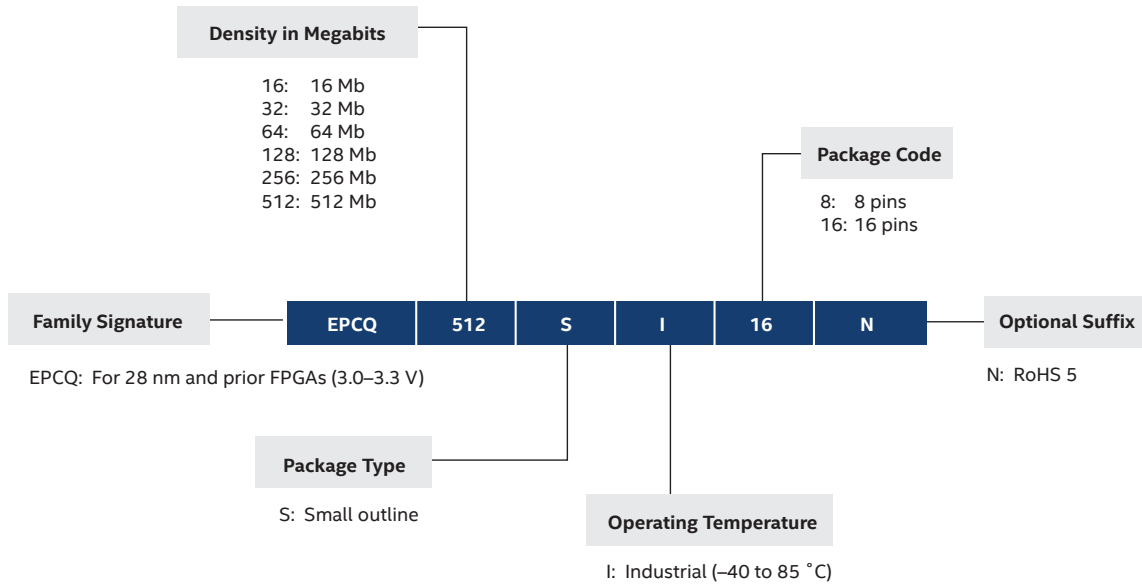 Density in Megabits
16: 16 Mb
32: 32 Mb
64: 64 Mb
128: 128 Mb
256: 256 Mb
512: 512 Mb
Package Code
8: 8 pins
16: 16 pins
Family Signature
EPCQ 512 S I 16 N
Optional Suffix
EPCQ: For 28 nm and prior FPGAs (3.0–3.3 V)
N: RoHS 5
Package Type
S: Small outline
Operating Temperature
I: Industrial (–40 to 85 ˚C)